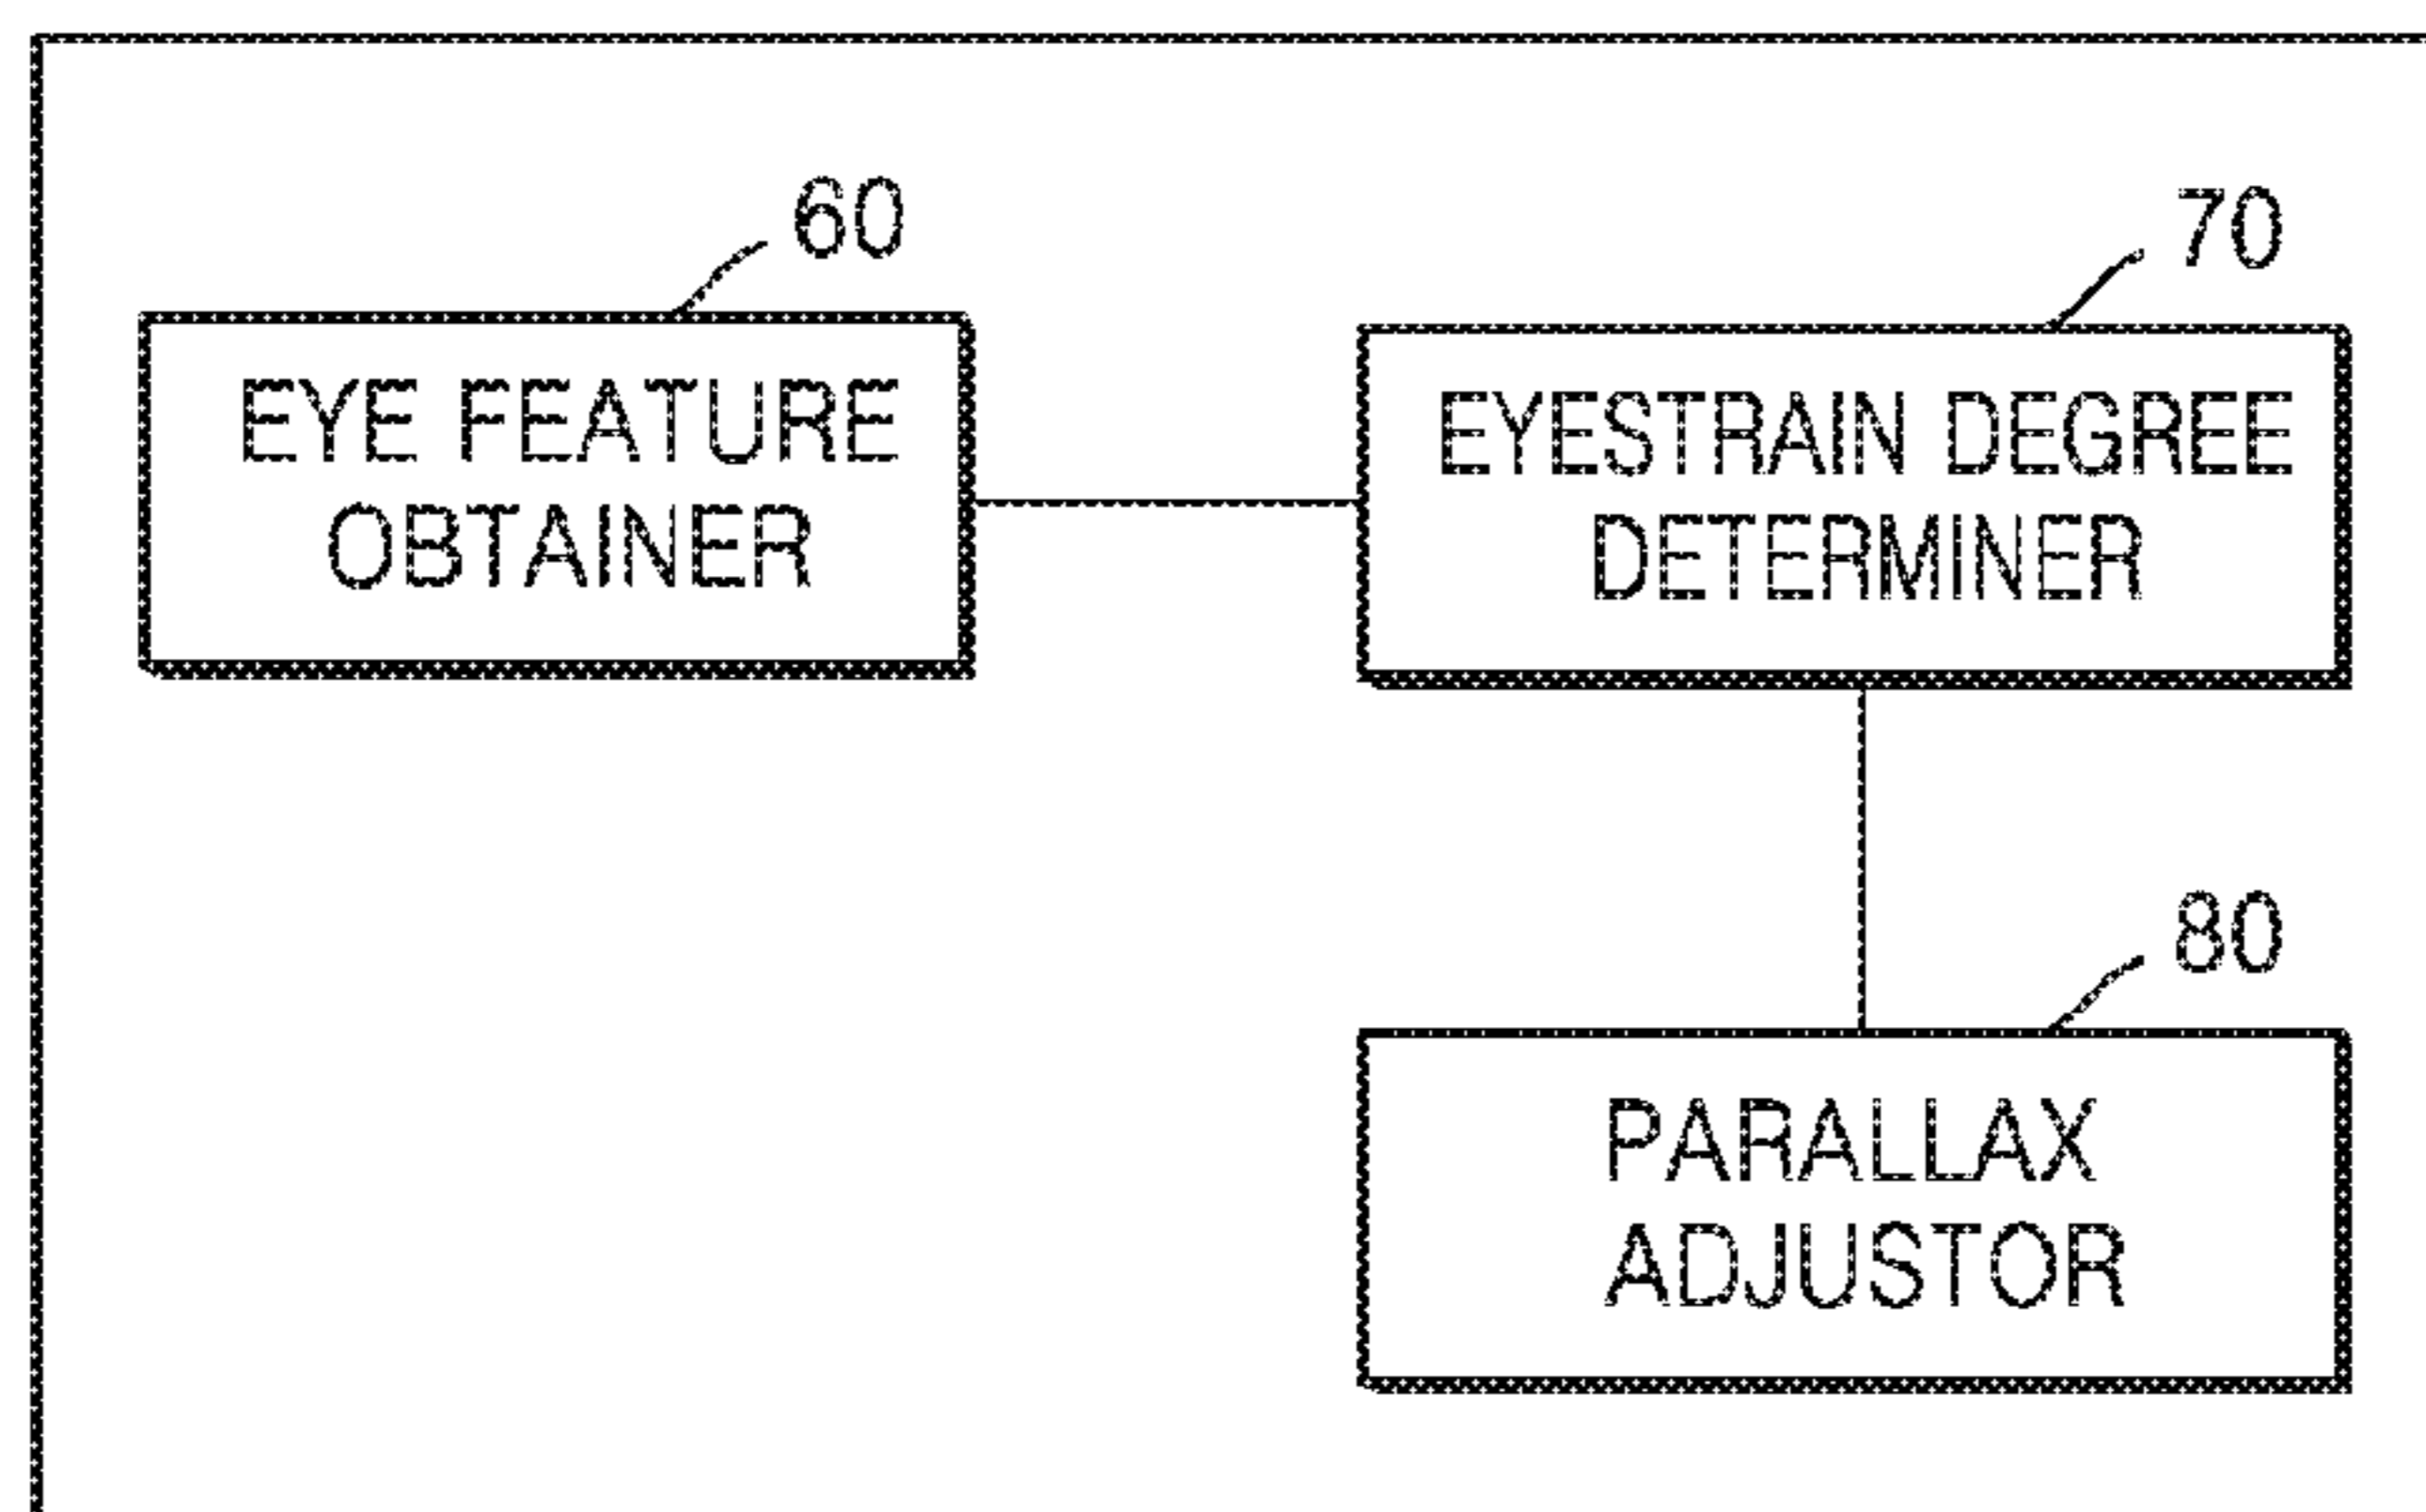 60
70
EYE FEATURE
OBTAINER
EYESTRAIN DEGREE
DETERMINER
80
PARALLAX
ADJUSTOR